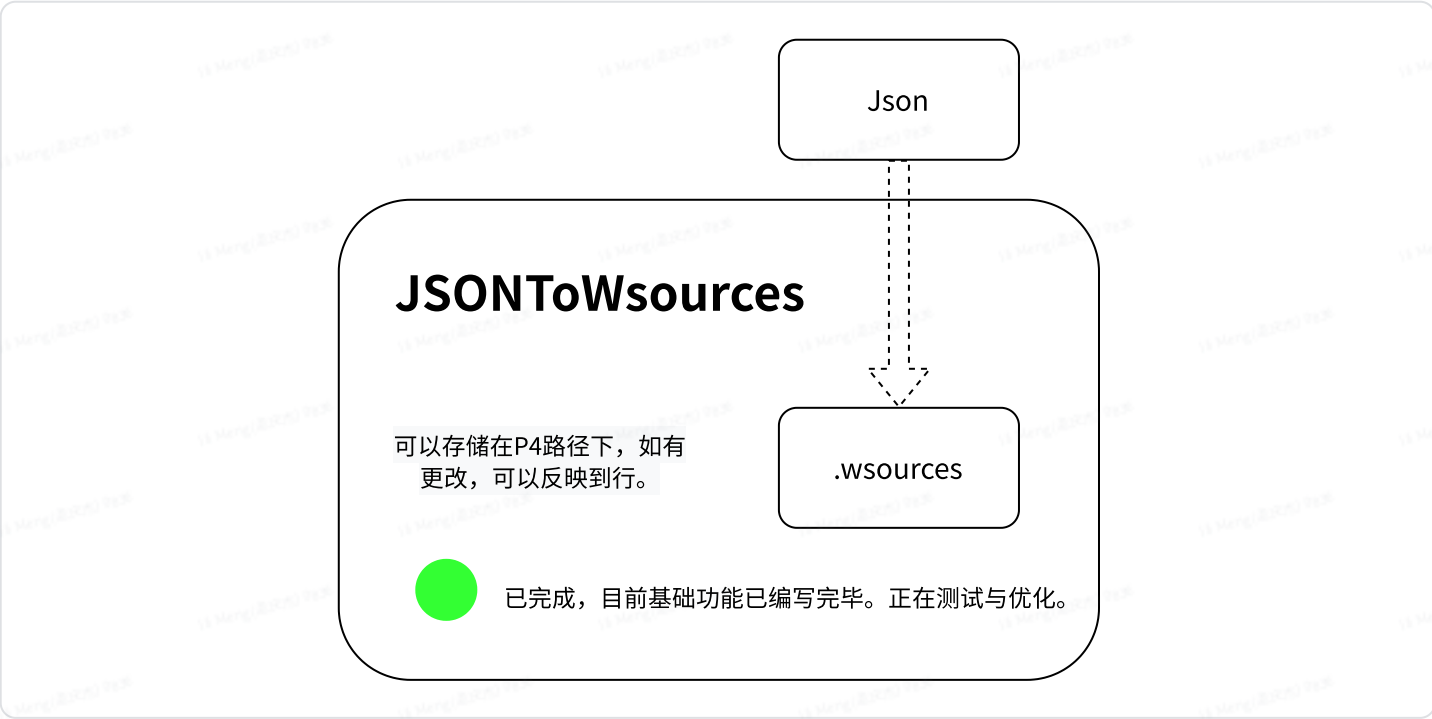 Json
JSONToWsources
可以存储在P4路径下，如有
更改，可以反映到行。
.wsources
已完成，目前基础功能已编写完毕。正在测试与优化。